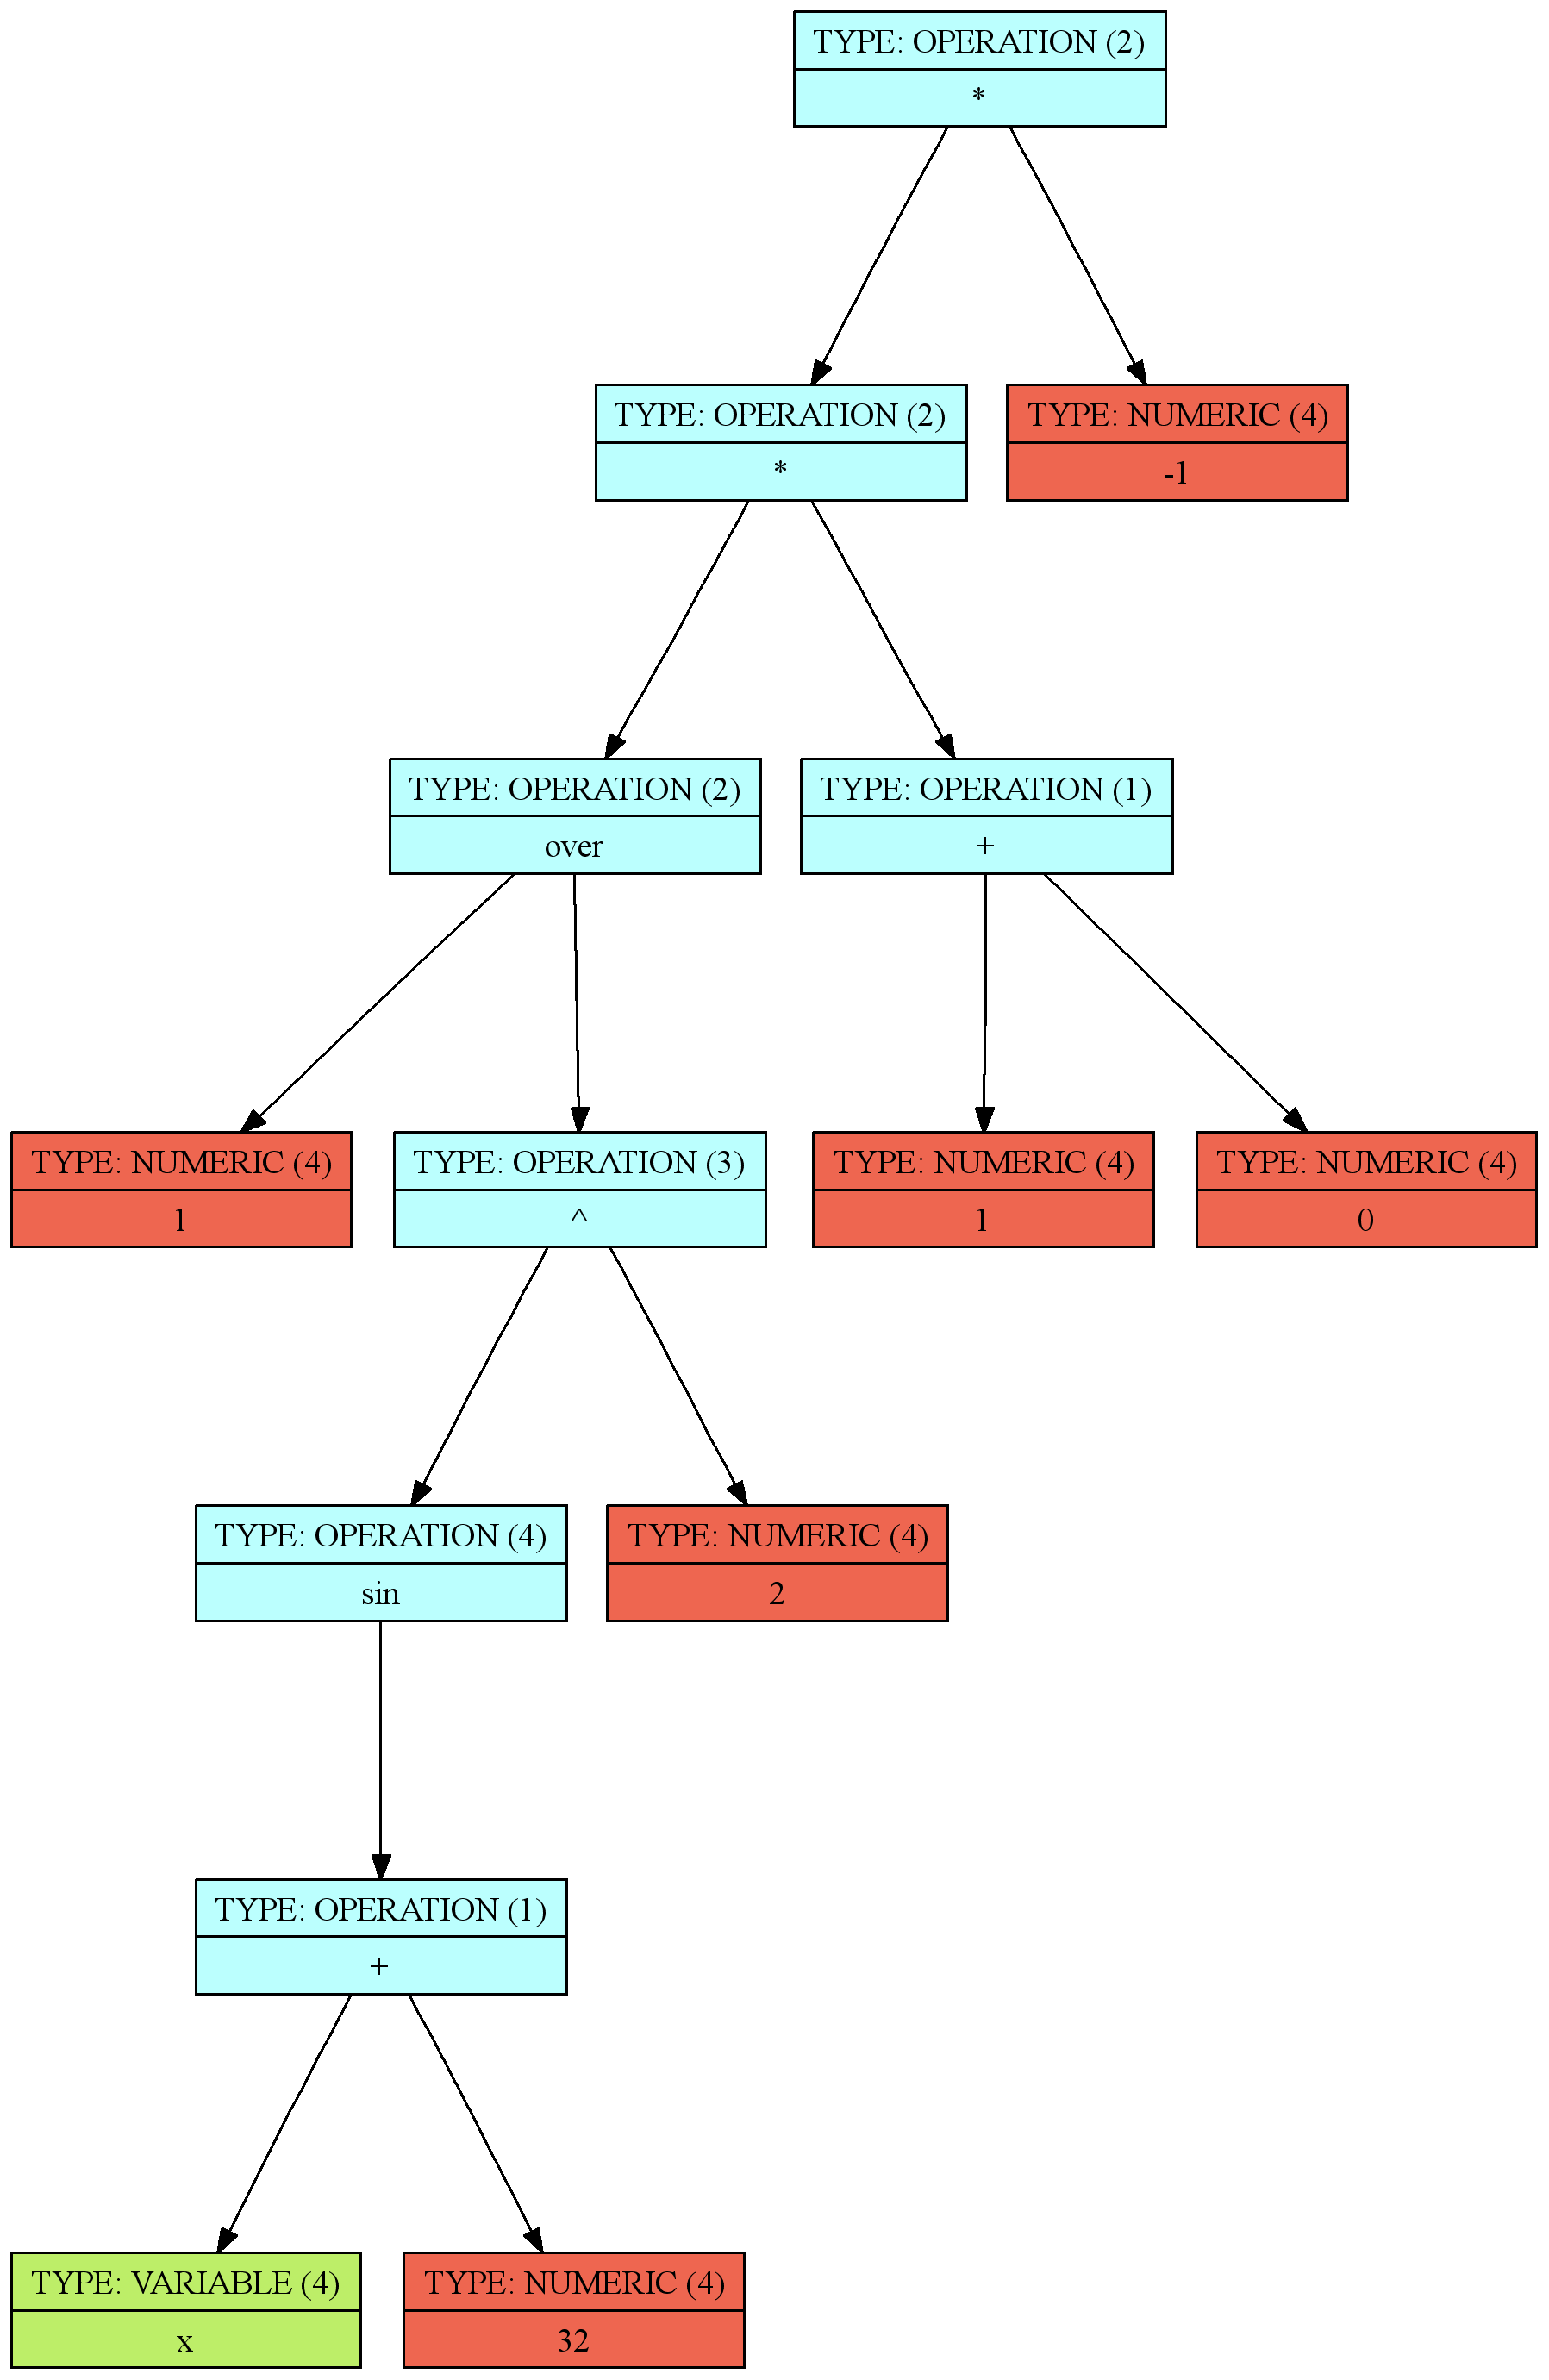 TYPE: OPERATION (2)
*
TYPE: OPERATION (2)
*
TYPE: NUMERIC (4)
-1
TYPE: OPERATION (2)
over
TYPE: OPERATION (1)
+
TYPE: NUMERIC (4)
1
TYPE: OPERATION (3)
^
TYPE: NUMERIC (4)
1
TYPE: NUMERIC (4)
0
TYPE: OPERATION (4)
sin
TYPE: NUMERIC (4)
2
TYPE: OPERATION (1)
+
TYPE: VARIABLE (4)
x
TYPE: NUMERIC (4)
32